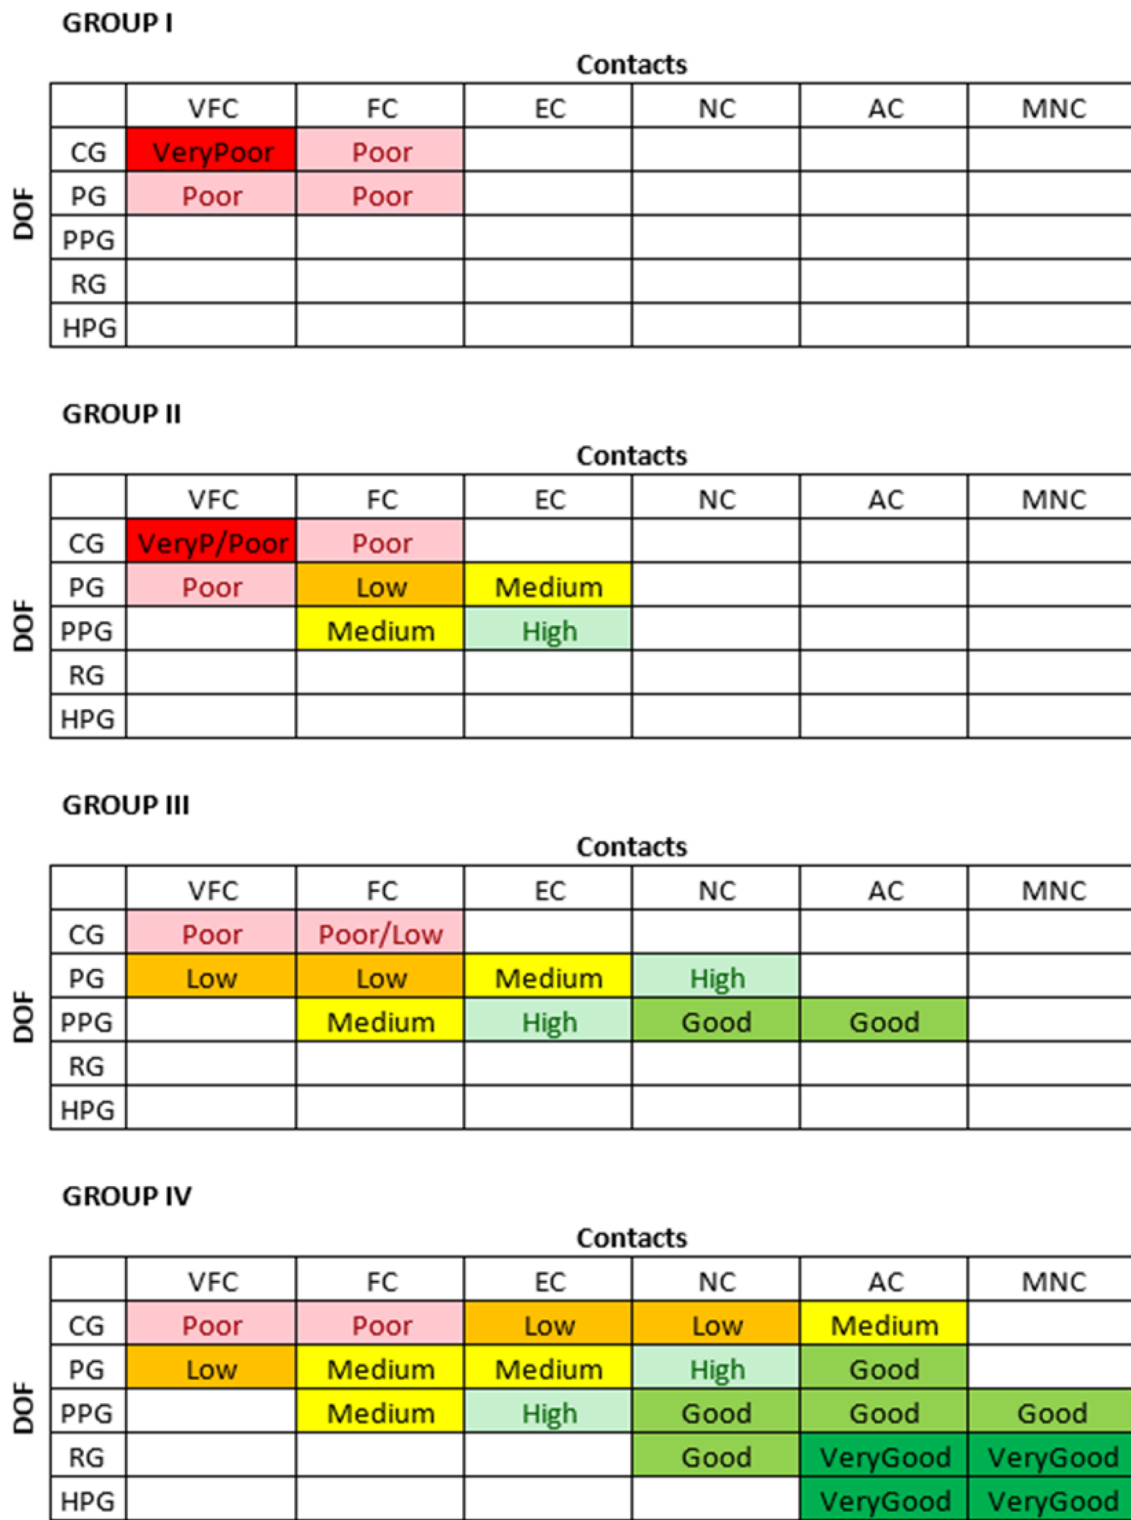 GROUP I
Contacts
VFC FC EC NC AC MNC
CG VeryPoor Poor
PG Poor Poor
DOF
PPG
RG
HPG
GROUP II
Contacts
VFC FC EC NC AC MNC
CG VeryP/Poor Poor
PG Poor Low Medium
DOF
PPG Medium High
RG
HPG
GROUP III
Contacts
VFC FC EC NC AC MNC
CG Poor Poor/Low
PG Low Low Medium High
DOF
PPG Medium High Good Good
RG
HPG
GROUP IV
Contacts
VFC FC EC NC AC MNC
CG Poor Poor Low Low Medium
PG Low Medium Medium High Good
DOF
PPG Medium High Good Good Good
RG Good VeryGood VeryGood
HPG VeryGood VeryGood